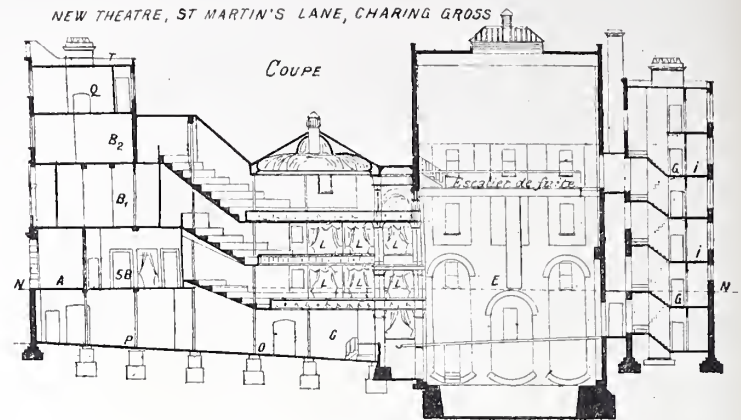 NEW THEATRE, ST MARTIN'S LANE, CHARING GROSS
COUPE
T
Q
B2
B1
Escalier de fuite
G i
L L L
i
N A SB L L L E G N
P O G